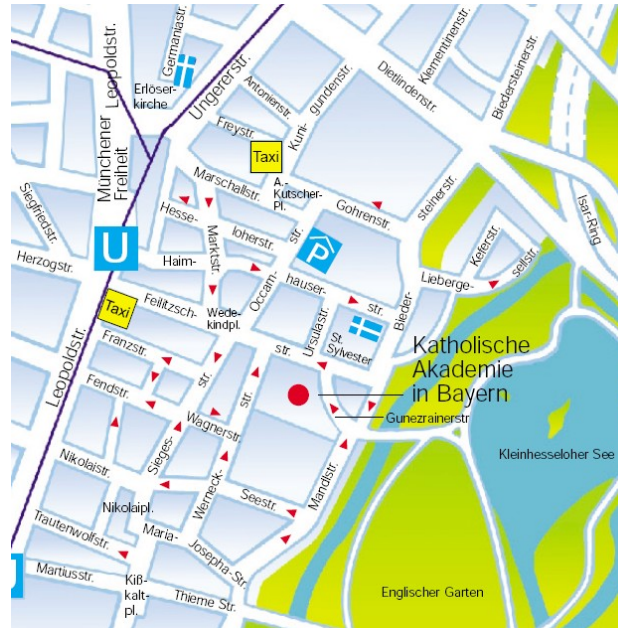 Leopoldstr.
Germaniastr.
Erlöser-
kirche
Ungererstr.
Antonienstr.
Freystr.
Kuni-
gundenstr.
Dietlindenstr.
Klementinenstr.
Biedersteinerstr.
Taxi
A.-
Kutscher-
Pl.
Münchener
Freiheit
Siegfriedstr.
Herzogstr.
U
Marschallstr.
Hesse-
loherstr.
Marktstr.
Gohrenstr.
steinerstr.
Isar-Ring
Keferstr.
P
Haim-
hauser-
str.
Lieberge-
sellstr.
Occam-
str.
Taxi
Feilitzsch-
str.
Wede-
kindpl.
Ursulastr.
St.
Sylvester
Bieder-
Leopoldstr.
Franzstr.
Fendstr.
Katholische
Akademie
in Bayern
Gunezrainerstr
Sieges-
str.
Wagnerstr.
Werneck-
str.
Nikolaistr.
Seestr.
Mandlstr.
Kleinhesseloher See
Nikolaipl.
Trautenwolfstr.
Maria-
Josepha-Str.
Martiusstr.
Kiß-
kalt-
pl.
Thieme Str.
Englischer Garten
U